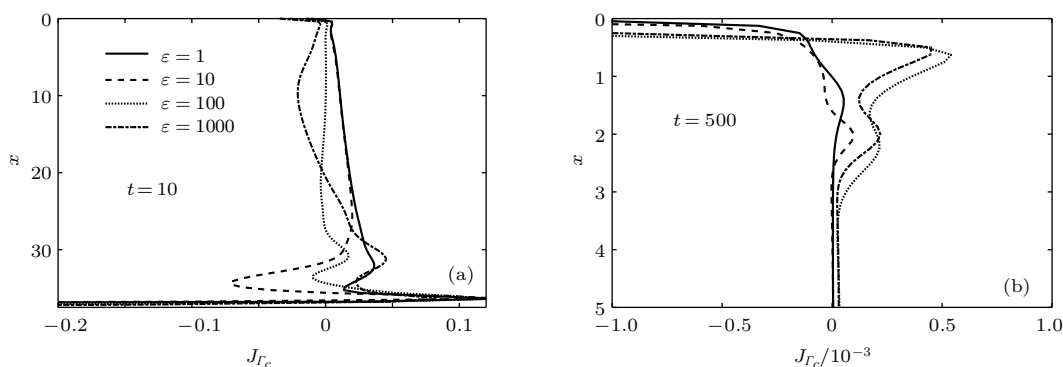 0
10
20
30
x
ε = 1
ε = 10
ε = 100
ε = 1000
t = 10
(a)
−0.2 −0.1 0 0.1
J_{Γ_c}
0
1
2
3
4
5
x
t = 500
(b)
−1.0 −0.5 0 0.5 1.0
J_{Γ_c}/10^{−3}